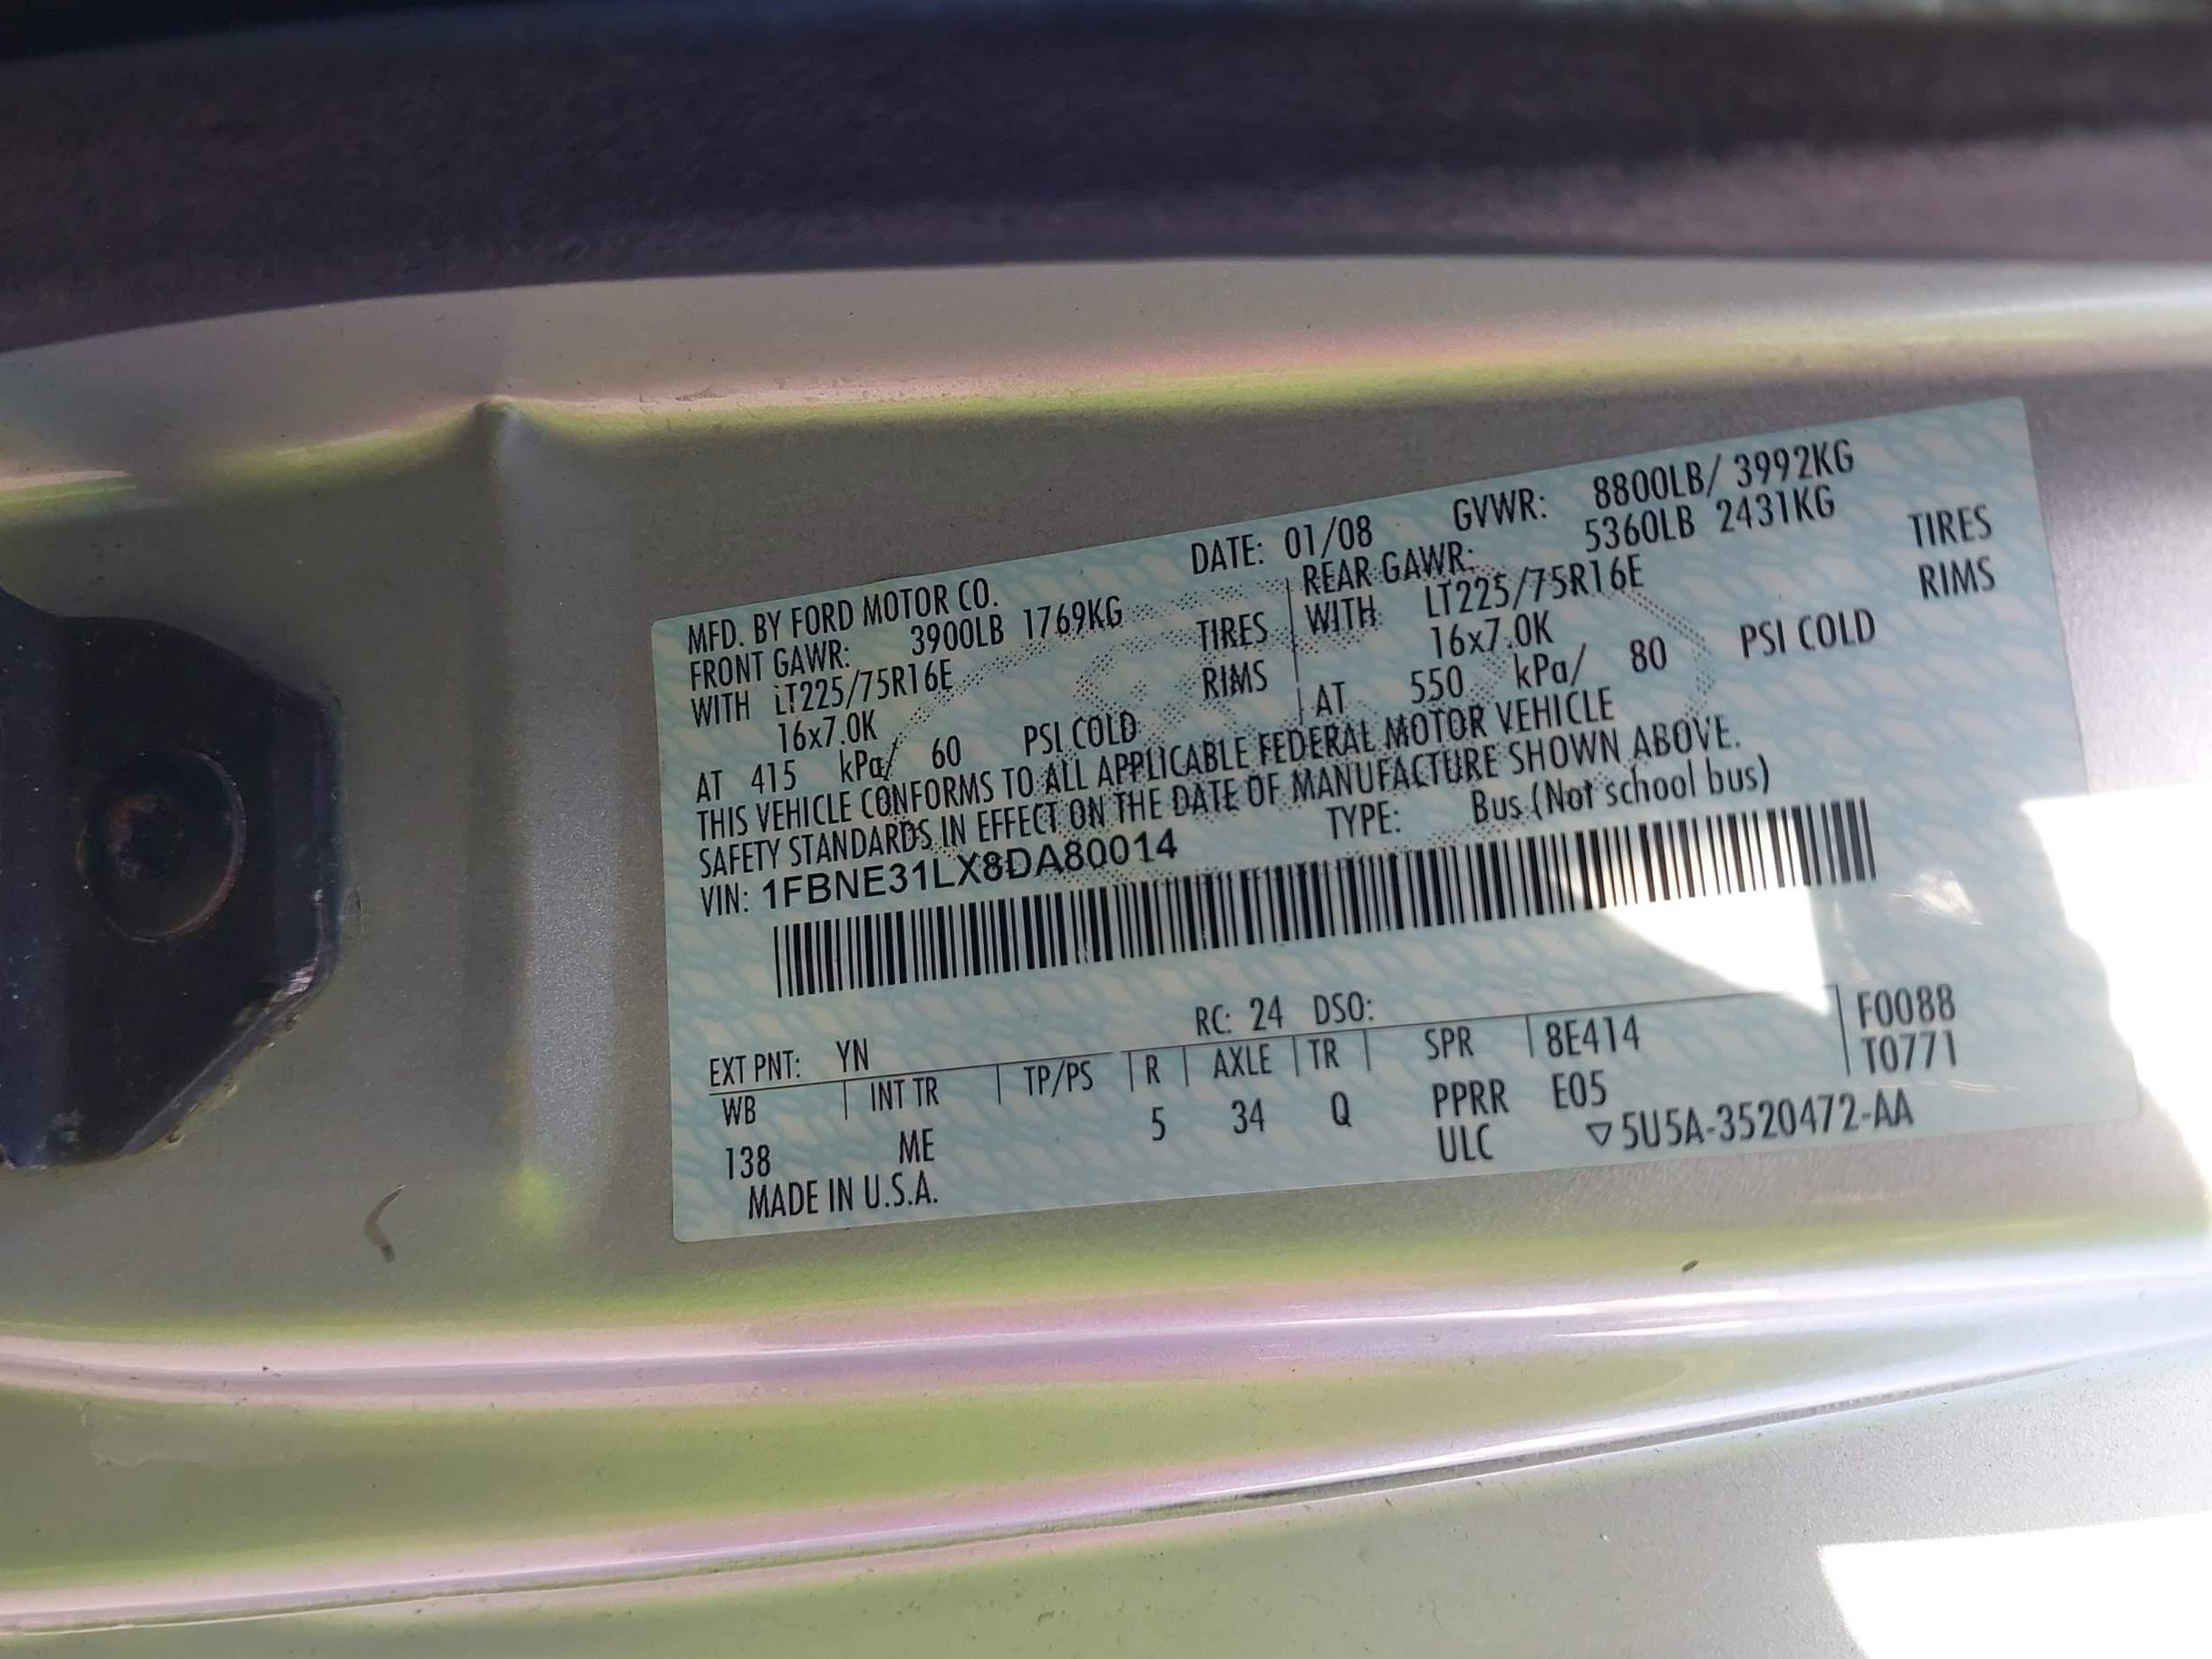 MFD. BY FORD MOTOR CO. DATE: 01/08 GVWR: 8800LB/ 3992KG
FRONT GAWR: 3900LB 1769KG REAR GAWR: 5360LB 2431KG
WITH LT225/75R16E TIRES WITH LT225/75R16E TIRES
16x7.0K RIMS 16x7.0K RIMS
AT 415 kPa/ 60 PSI COLD AT 550 kPa/ 80 PSI COLD
THIS VEHICLE CONFORMS TO ALL APPLICABLE FEDERAL MOTOR VEHICLE
SAFETY STANDARDS IN EFFECT ON THE DATE OF MANUFACTURE SHOWN ABOVE.
VIN: 1FBNE31LX8DA80014 TYPE: Bus (Not school bus)
EXT PNT: YN RC: 24 DSO: F0088
WB INT TR TP/PS R AXLE TR SPR 8E414 T0771
138 ME 5 34 Q PPRR E05
MADE IN U.S.A. ULC ▽5U5A-3520472-AA